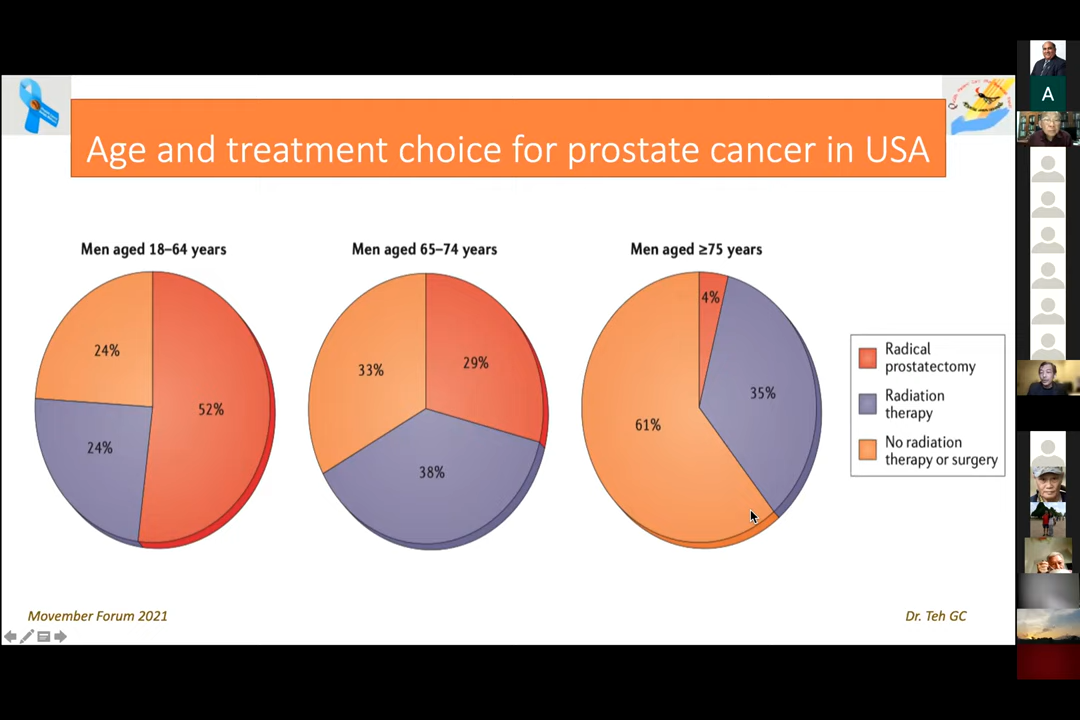 Age and treatment choice for prostate cancer in USA
Men aged 18–64 years
24%
52%
24%
Men aged 65–74 years
33%
29%
38%
Men aged ≥75 years
4%
35%
61%
Radical
prostatectomy
Radiation
therapy
No radiation
therapy or surgery
Movember Forum 2021
Dr. Teh GC
A